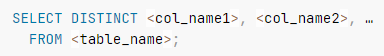 SELECT DISTINCT <col_name1>, <col_name2>, …
FROM <table_name>;